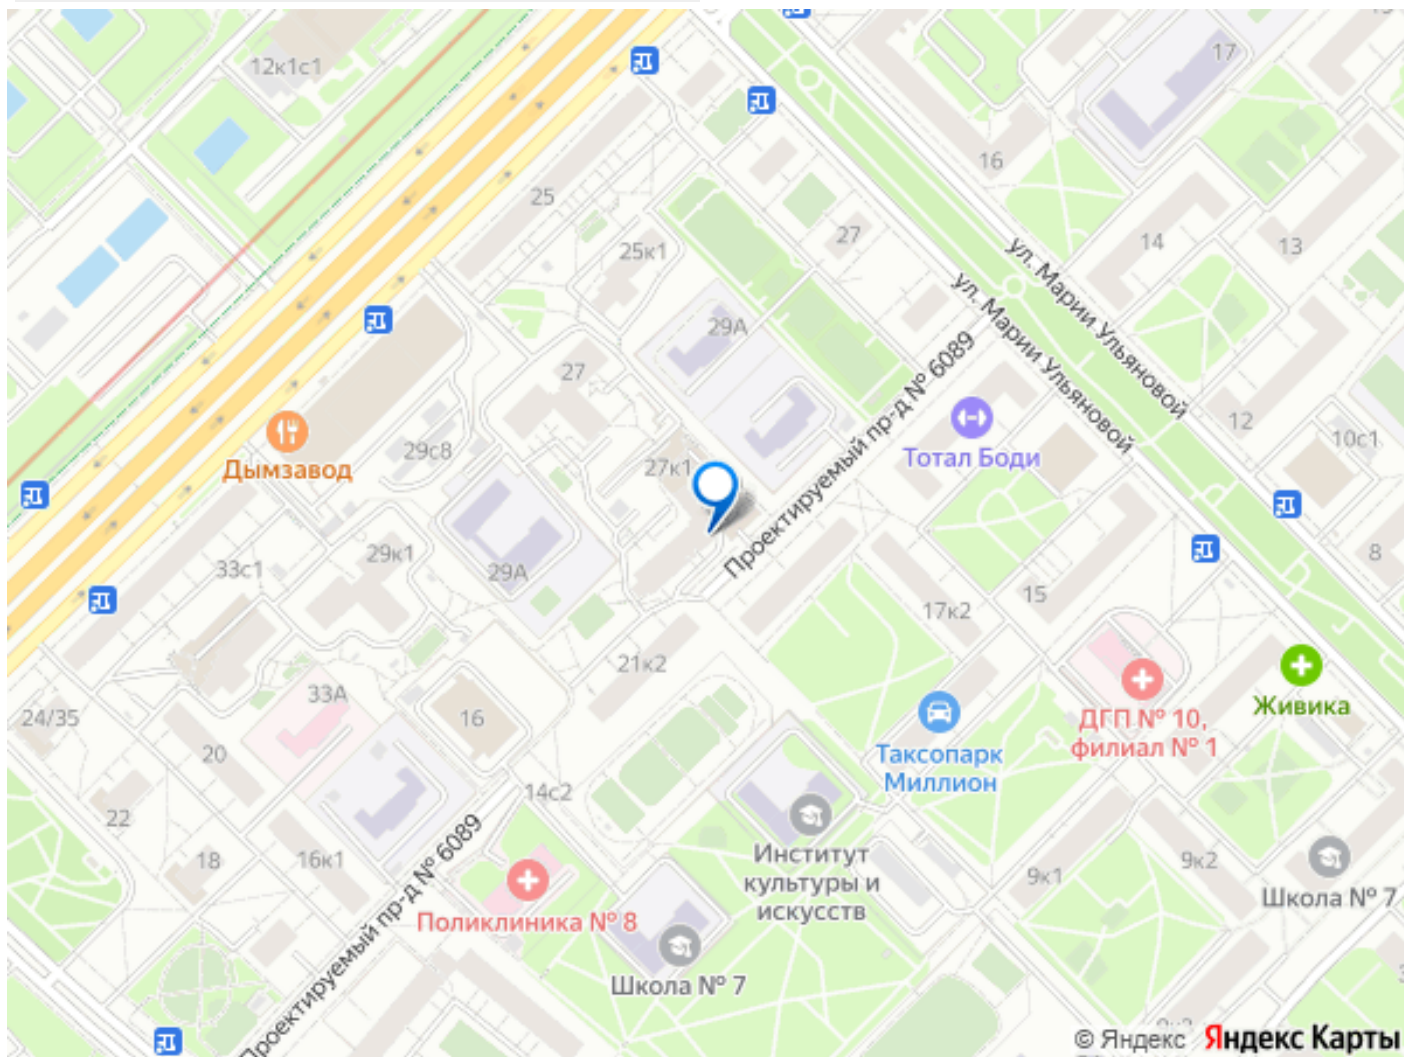 12к1с1
17
16
25
27
14
13
25к1
ул. Марии Ульяновой
ул. Марии Ульяновой
29А
Проектируемый пр-д № 6089
27
12
10с1
29с8
Дымзавод
27к1
Тотал Боди
29к1
33с1
29А
8
15
17к2
21к2
33А
24/35
16
20
ДГП № 10,
филиал № 1
Живика
Таксопарк
Миллион
14с2
22
18
16к1
Проектируемый пр-д № 6089
Институт
культуры и
искусств
9к1
9к2
Школа № 7
Поликлиника № 8
Школа № 7
© Яндекс Яндекс Карты